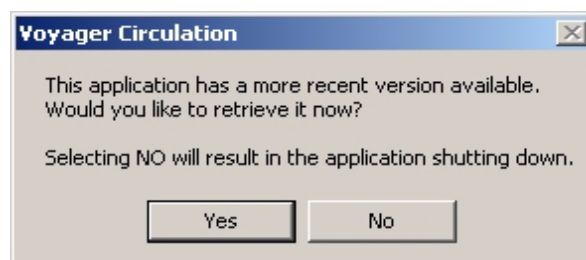 Voyager Circulation
This application has a more recent version available.
Would you like to retrieve it now?
Selecting NO will result in the application shutting down.
Yes
No